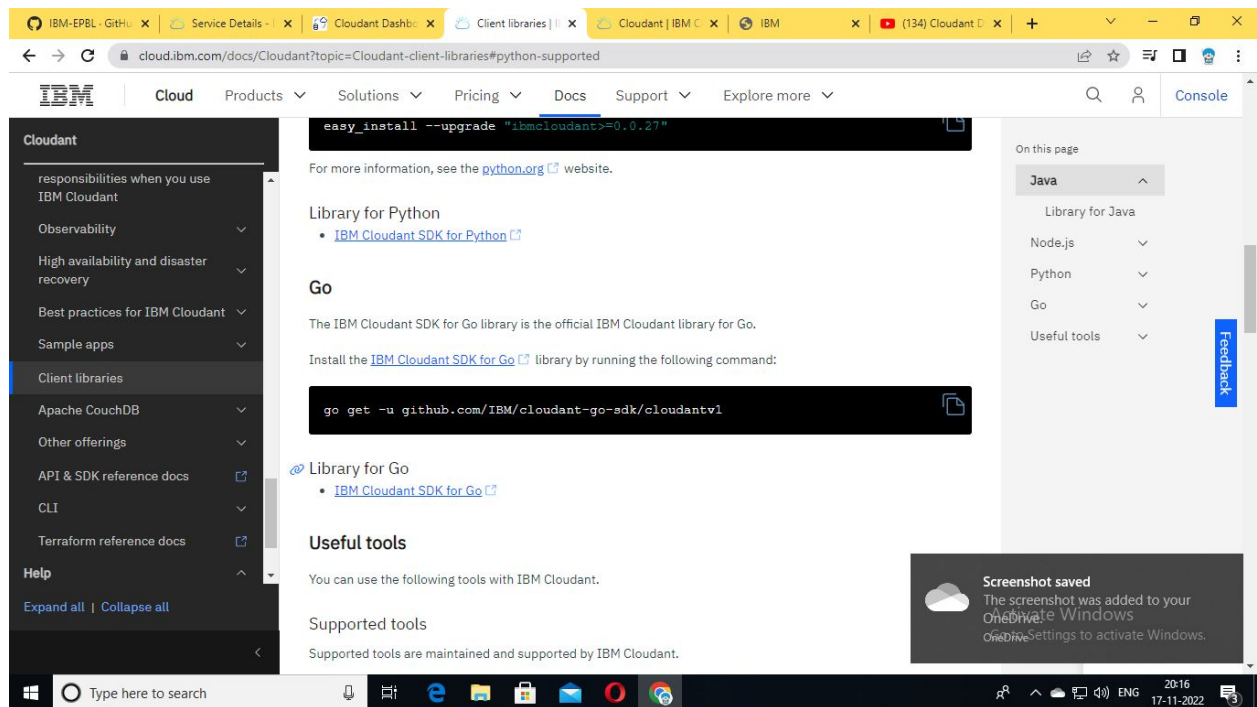 IBM-EPBL - GitHu
Service Details - I
Cloudant Dashbo
Client libraries | I
Cloudant | IBM C
IBM
(134) Cloudant D
cloud.ibm.com/docs/Cloudant?topic=Cloudant-client-libraries#python-supported
IBM Cloud Products Solutions Pricing Docs Support Explore more Console
Cloudant
responsibilities when you use
IBM Cloudant
Observability
High availability and disaster
recovery
Best practices for IBM Cloudant
Sample apps
Client libraries
Apache CouchDB
Other offerings
API & SDK reference docs
CLI
Terraform reference docs
Help
Expand all | Collapse all
easy_install --upgrade "ibmcloudant>=0.0.27"
For more information, see the python.org website.
Library for Python
• IBM Cloudant SDK for Python
Go
The IBM Cloudant SDK for Go library is the official IBM Cloudant library for Go.
Install the IBM Cloudant SDK for Go library by running the following command:
go get -u github.com/IBM/cloudant-go-sdk/cloudantv1
Library for Go
• IBM Cloudant SDK for Go
Useful tools
You can use the following tools with IBM Cloudant.
Supported tools
Supported tools are maintained and supported by IBM Cloudant.
On this page
Java
Library for Java
Node.js
Python
Go
Useful tools
Feedback
Screenshot saved
The screenshot was added to your
OneDrive.
OneDrive
Activate Windows
Go to Settings to activate Windows.
Type here to search
ENG
20:16
17-11-2022
3